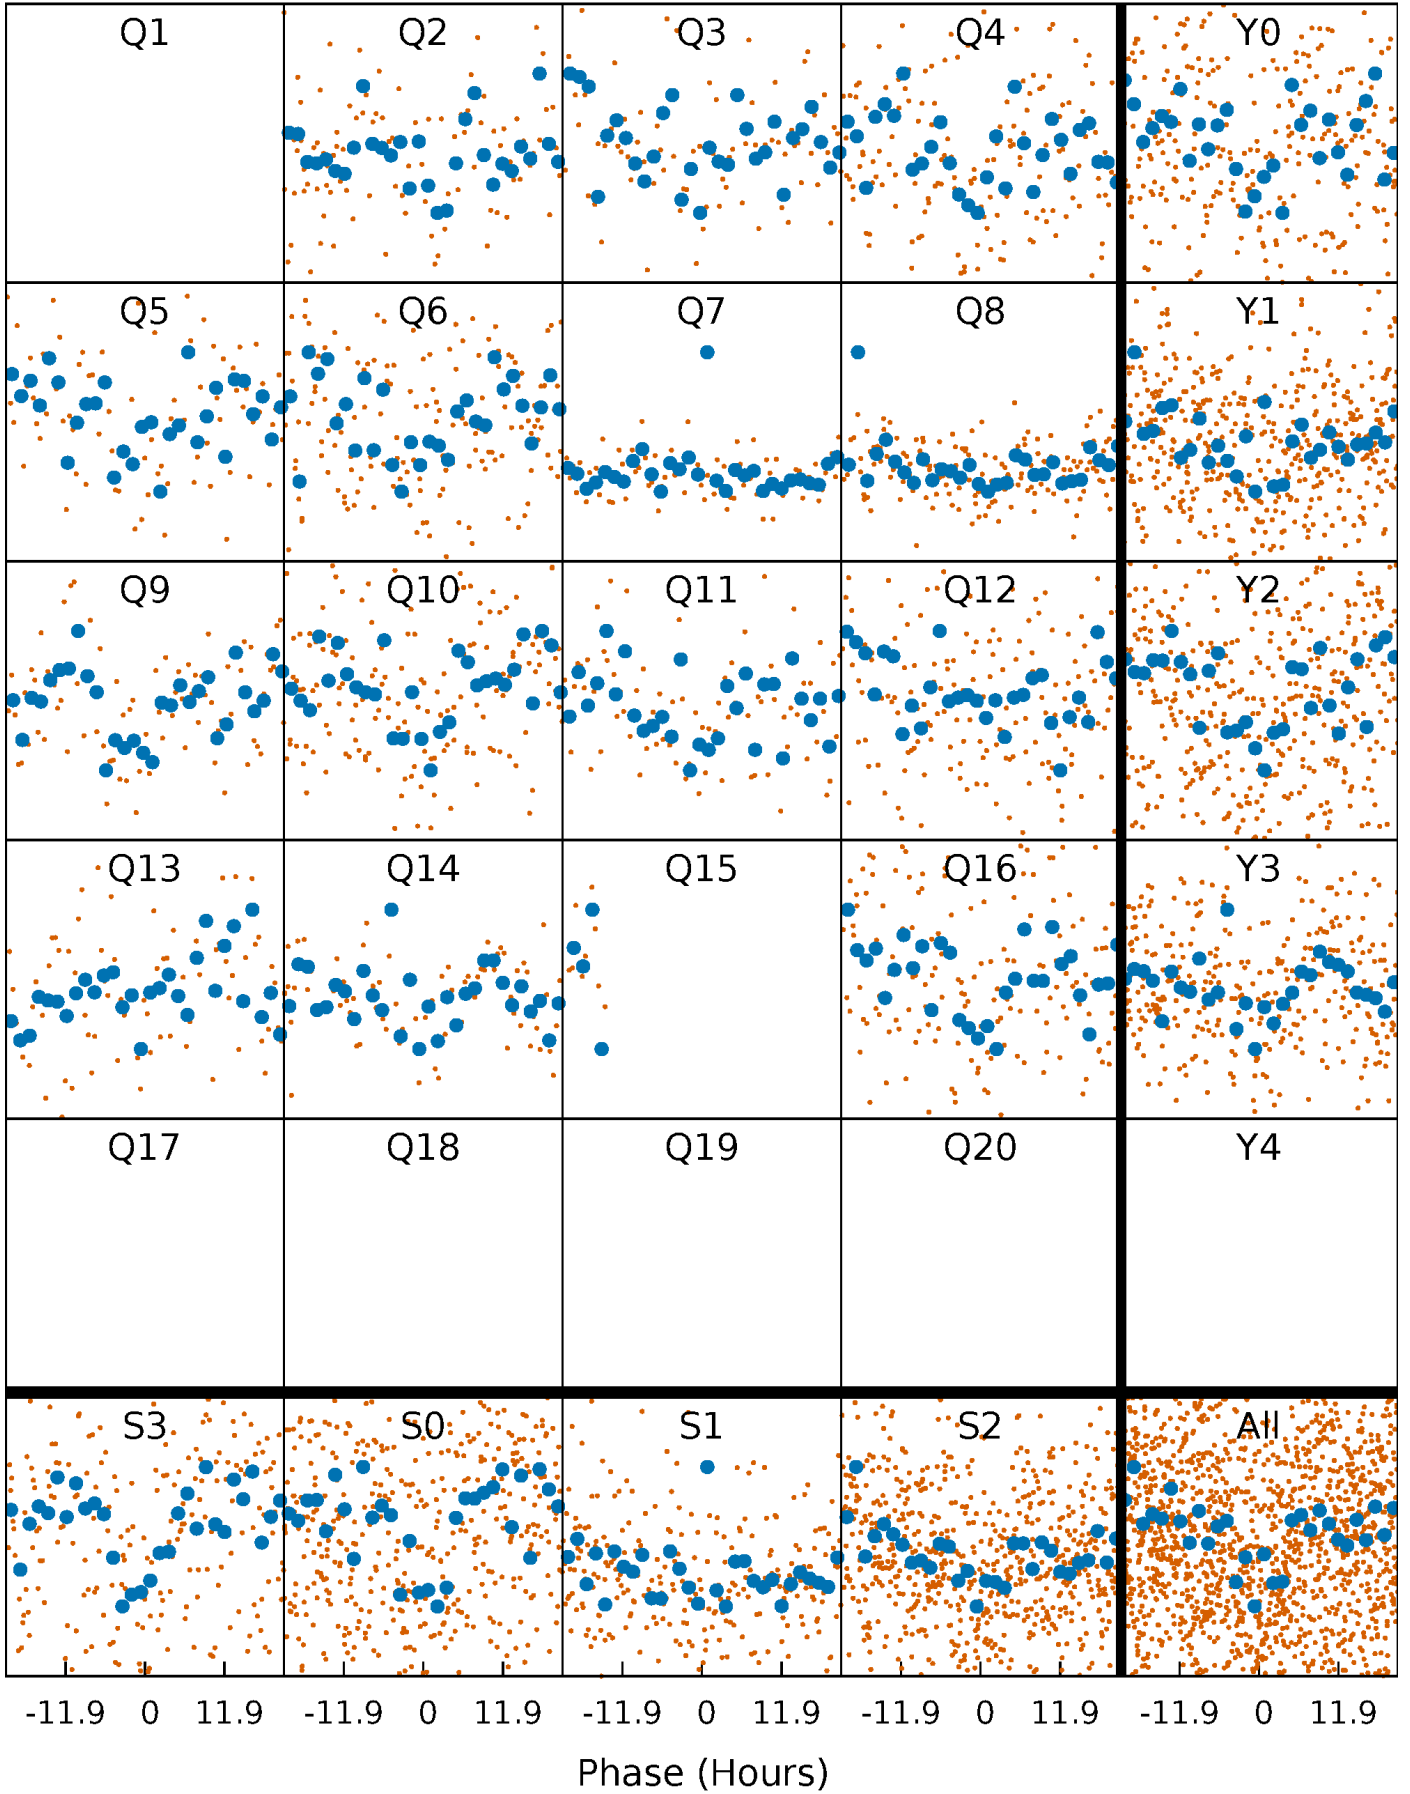 Q1 Q2 Q3 Q4 Y0
Q5 Q6 Q7 Q8 Y1
Q9 Q10 Q11 Q12 Y2
Q13 Q14 Q15 Q16 Y3
Q17 Q18 Q19 Q20 Y4
S3 S0 S1 S2 All
-11.9 0 11.9 -11.9 0 11.9 -11.9 0 11.9 -11.9 0 11.9 -11.9 0 11.9
Phase (Hours)